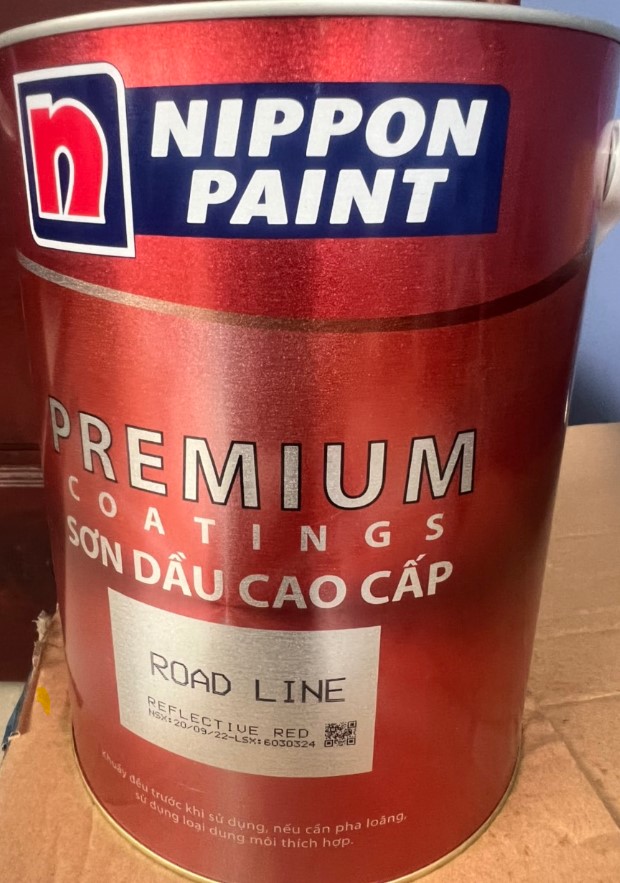 n
NIPPON
PAINT
PREMIUM
COATINGS
SƠN DẦU CAO CẤP
ROAD LINE
REFLECTIVE RED
NSX:20/09/22-LSX:6030324
Khuấy đều trước khi sử dụng, nếu cần pha loãng,
sử dụng loại dung môi thích hợp.